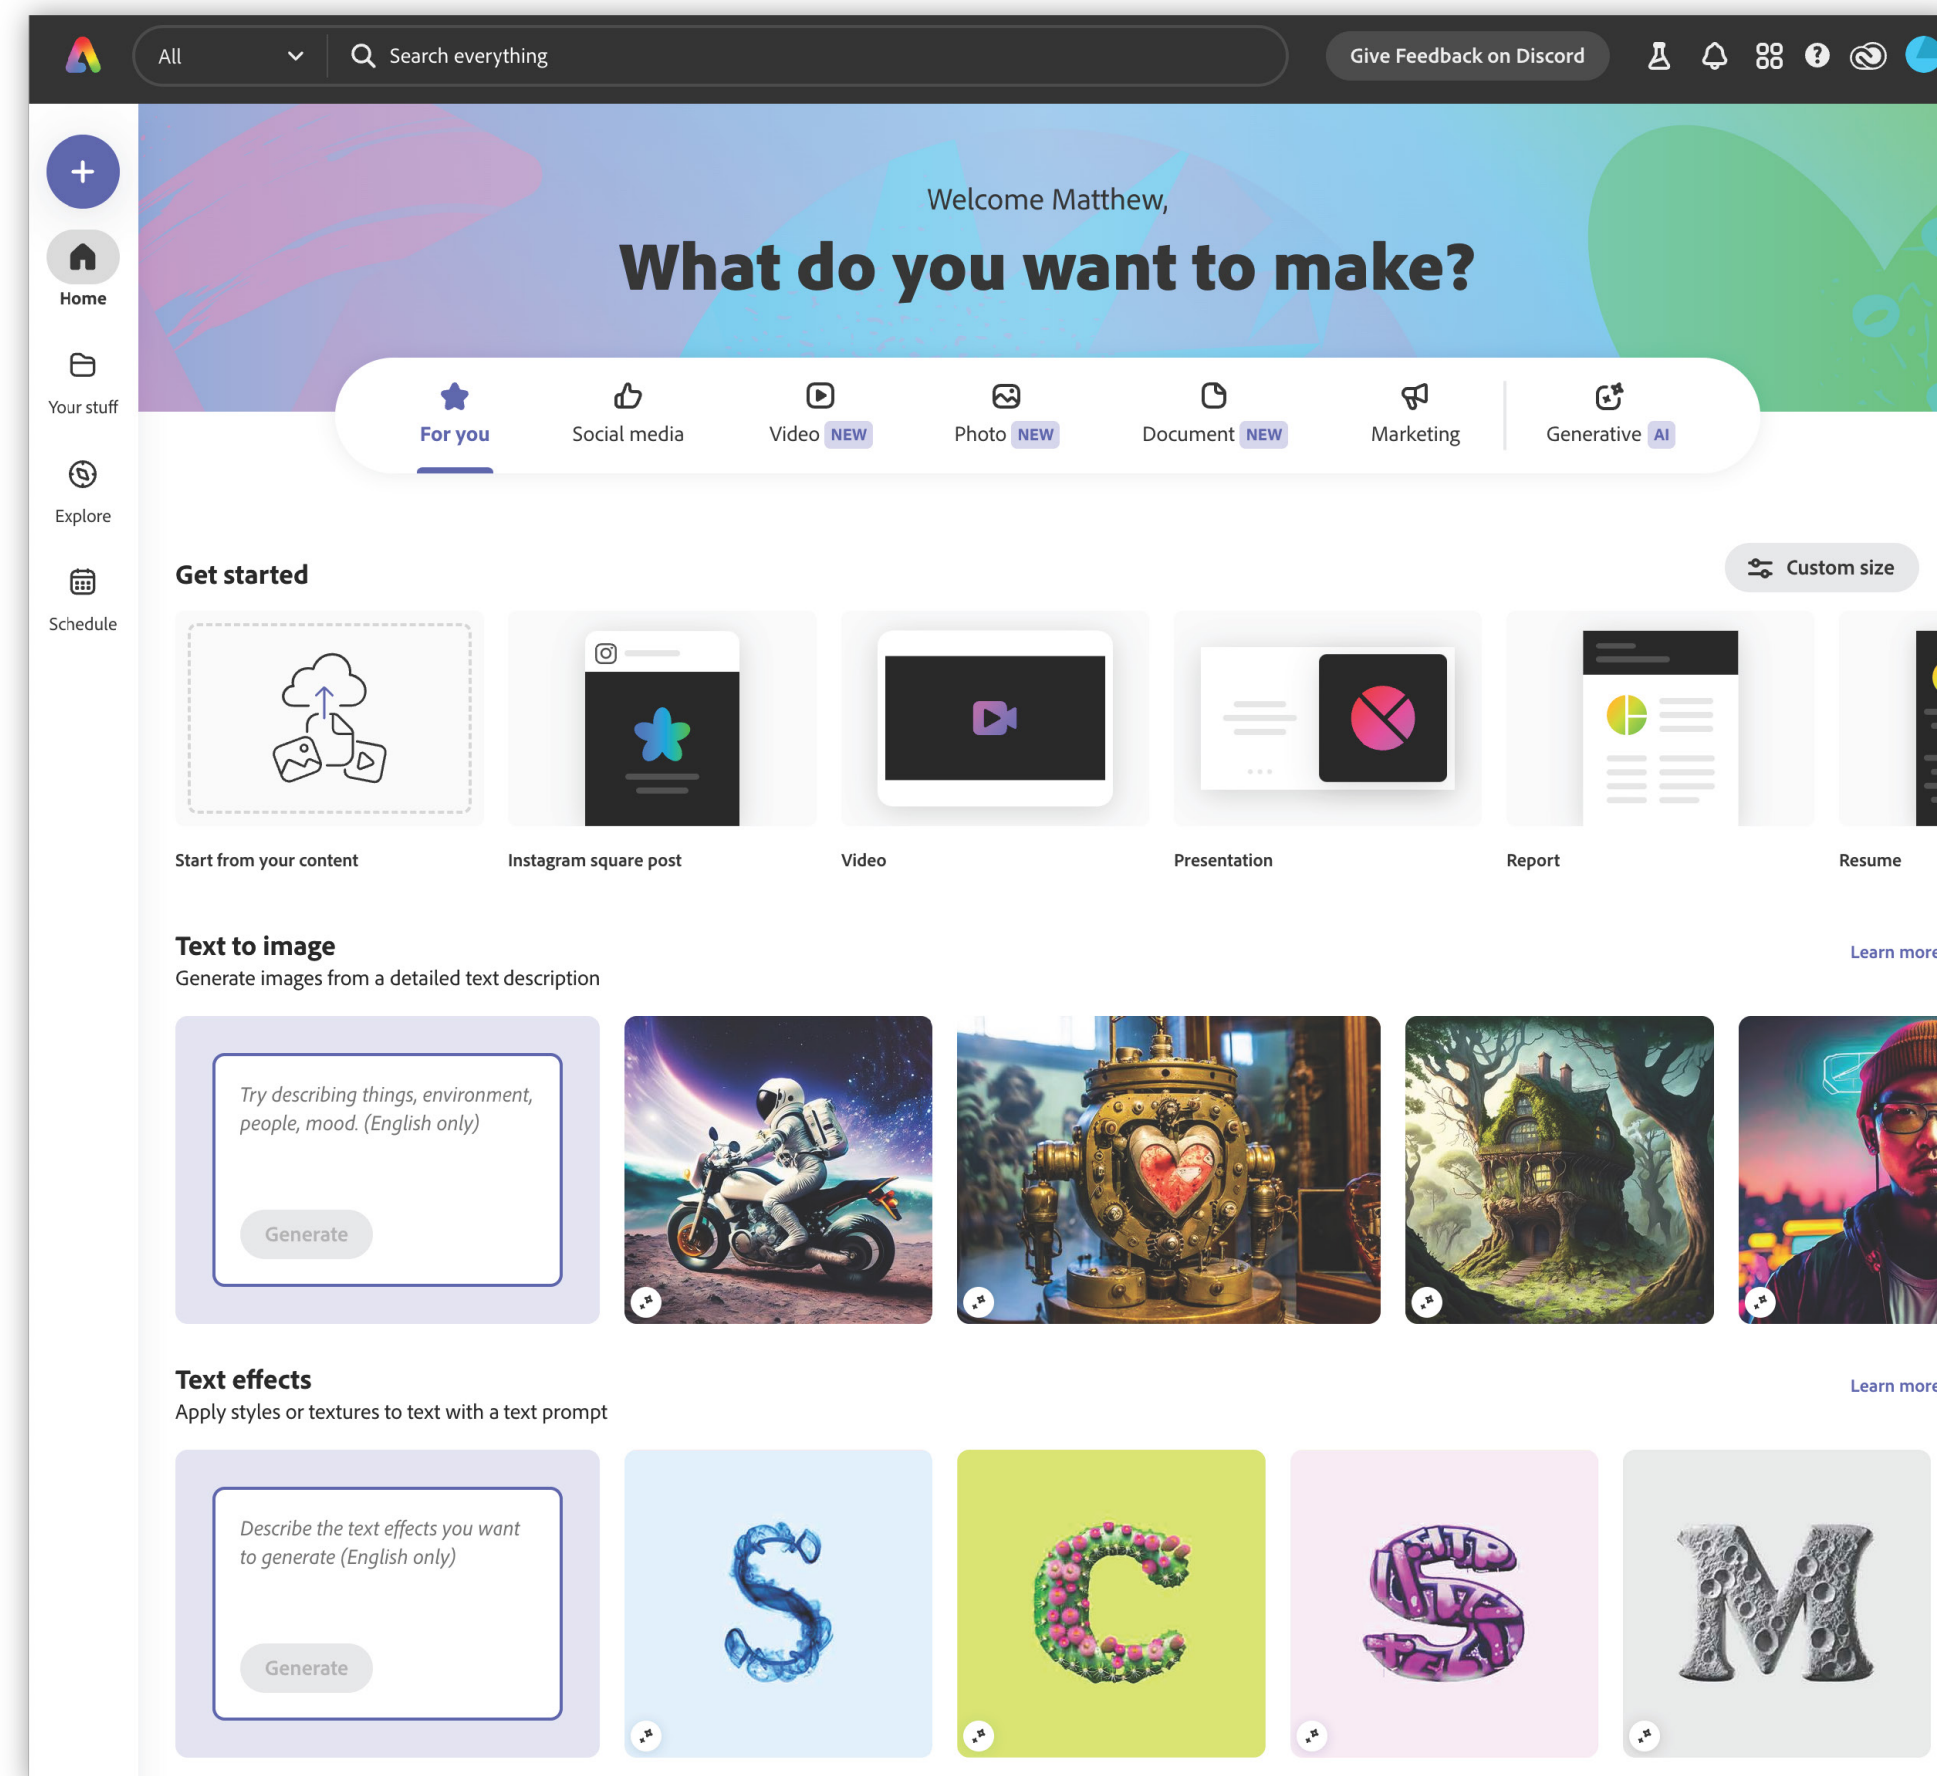 All
Search everything
Give Feedback on Discord
Welcome Matthew,
What do you want to make?
Home
Your stuff
Explore
Schedule
For you
Social media
Video NEW
Photo NEW
Document NEW
Marketing
Generative AI
Get started
Custom size
Start from your content
Instagram square post
Video
Presentation
Report
Resume
Text to image
Generate images from a detailed text description
Learn more
Try describing things, environment,
people, mood. (English only)
Generate
Text effects
Apply styles or textures to text with a text prompt
Learn more
Describe the text effects you want
to generate (English only)
Generate
S
C
S
M